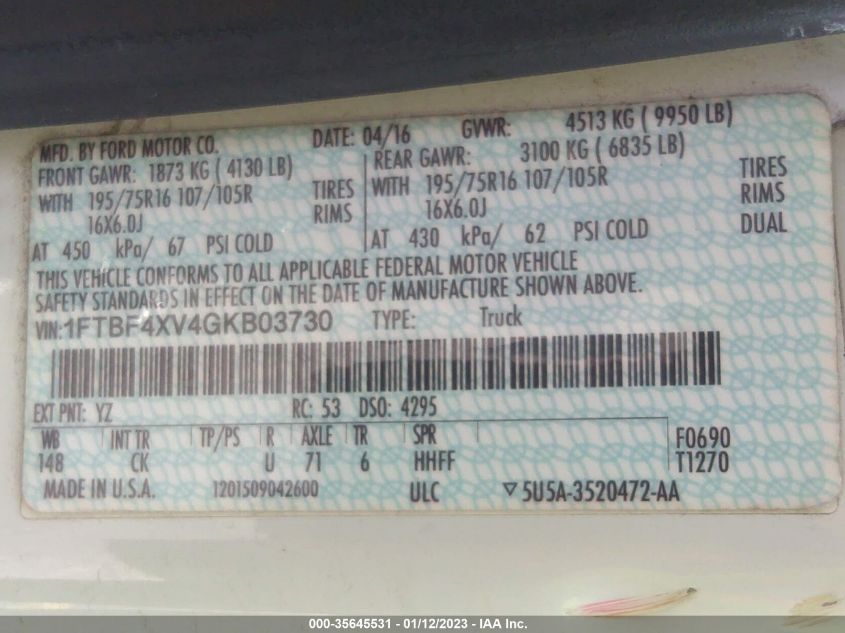 MFD. BY FORD MOTOR CO. DATE: 04/16 GVWR: 4513 KG ( 9950 LB)
FRONT GAWR: 1873 KG ( 4130 LB) REAR GAWR: 3100 KG ( 6835 LB)
WITH 195/75R16 107/105R TIRES WITH 195/75R16 107/105R TIRES
16X6.0J RIMS 16X6.0J RIMS
AT 450 kPa/ 67 PSI COLD AT 430 kPa/ 62 PSI COLD DUAL
THIS VEHICLE CONFORMS TO ALL APPLICABLE FEDERAL MOTOR VEHICLE
SAFETY STANDARDS IN EFFECT ON THE DATE OF MANUFACTURE SHOWN ABOVE.
VIN:1FTBF4XV4GKB03730 TYPE: Truck
EXT PNT: YZ RC: 53 DSO: 4295
WB INT TR TP/PS R AXLE TR SPR F0690
148 CK U 71 6 HHFF T1270
MADE IN U.S.A. 1201509042600 ULC ▽5U5A-3520472-AA
000-35645531 - 01/12/2023 - IAA Inc.